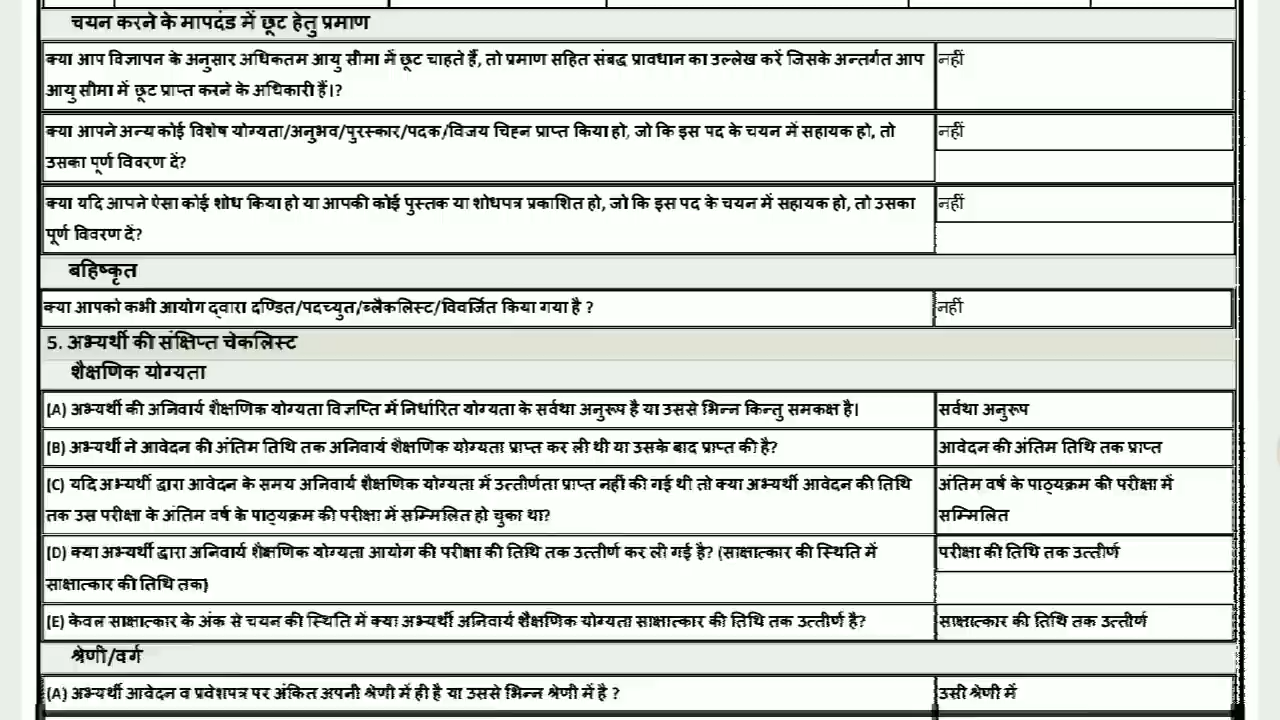 चयन करने के मापदंड में छूट हेतु प्रमाण
क्या आप विज्ञापन के अनुसार अधिकतम आयु सीमा में छूट चाहते हैं, तो प्रमाण सहित संबद्ध प्रावधान का उल्लेख करें जिसके अन्तर्गत आप
नहीं
आयु सीमा में छूट प्राप्त करने के अधिकारी हैं।?
क्या आपने अन्य कोई विशेष योग्यता/अनुभव/पुरस्कार/पदक/विजय चिह्न प्राप्त किया हो, जो कि इस पद के चयन में सहायक हो, तो
नहीं
उसका पूर्ण विवरण दें?
क्या यदि आपने ऐसा कोई शोध किया हो या आपकी कोई पुस्तक या शोधपत्र प्रकाशित हो, जो कि इस पद के चयन में सहायक हो, तो उसका
नहीं
पूर्ण विवरण दें?
बहिष्कृत
क्या आपको कभी आयोग द्वारा दण्डित/पदच्युत/ब्लैकलिस्ट/विवर्जित किया गया है ?
नहीं
5. अभ्यर्थी की संक्षिप्त चेकलिस्ट
शैक्षणिक योग्यता
(A) अभ्यर्थी की अनिवार्य शैक्षणिक योग्यता विज्ञप्ति में निर्धारित योग्यता के सर्वथा अनुरूप है या उससे भिन्न किन्तु समकक्ष है।
सर्वथा अनुरूप
(B) अभ्यर्थी ने आवेदन की अंतिम तिथि तक अनिवार्य शैक्षणिक योग्यता प्राप्त कर ली थी या उसके बाद प्राप्त की है?
आवेदन की अंतिम तिथि तक प्राप्त
(C) यदि अभ्यर्थी द्वारा आवेदन के समय अनिवार्य शैक्षणिक योग्यता में उत्तीर्णता प्राप्त नहीं की गई थी तो क्या अभ्यर्थी आवेदन की तिथि
अंतिम वर्ष के पाठ्यक्रम की परीक्षा में
तक उस परीक्षा के अंतिम वर्ष के पाठ्यक्रम की परीक्षा में सम्मिलित हो चुका था?
सम्मिलित
(D) क्या अभ्यर्थी द्वारा अनिवार्य शैक्षणिक योग्यता आयोग की परीक्षा की तिथि तक उत्तीर्ण कर ली गई है? (साक्षात्कार की स्थिति में
परीक्षा की तिथि तक उत्तीर्ण
साक्षात्कार की तिथि तक)
(E) केवल साक्षात्कार के अंक से चयन की स्थिति में क्या अभ्यर्थी अनिवार्य शैक्षणिक योग्यता साक्षात्कार की तिथि तक उत्तीर्ण है?
साक्षात्कार की तिथि तक उत्तीर्ण
श्रेणी/वर्ग
(A) अभ्यर्थी आवेदन व प्रवेशपत्र पर अंकित अपनी श्रेणी में ही है या उससे भिन्न श्रेणी में है ?
उसी श्रेणी में